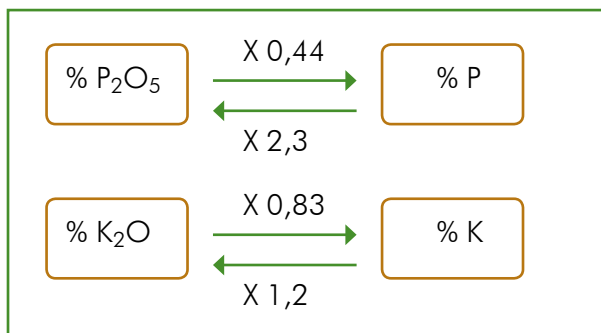 X 0,44
% P₂O₅ % P
X 2,3
X 0,83
% K₂O % K
X 1,2